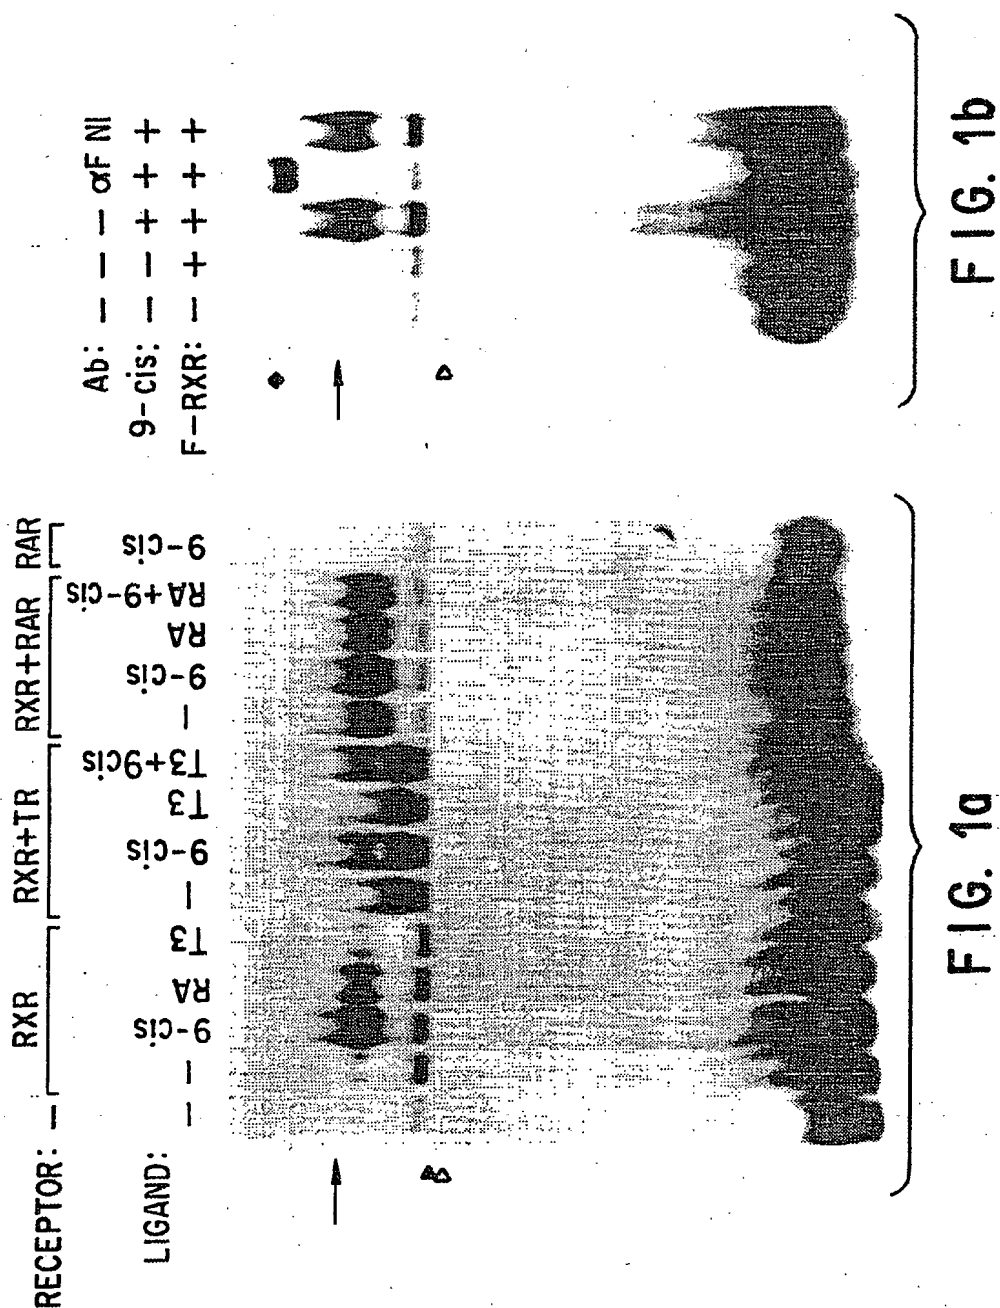 RECEPTOR: — RXR RXR+TR RXR+RAR RAR
LIGAND: — — 9-cis RA T3 — 9-cis T3 T3+9cis — 9-cis RA RA+9-cis 9-cis
FIG. 1a
Ab: — — — αF NI
9-cis: — — + + +
F-RXR: — + + + +
FIG. 1b